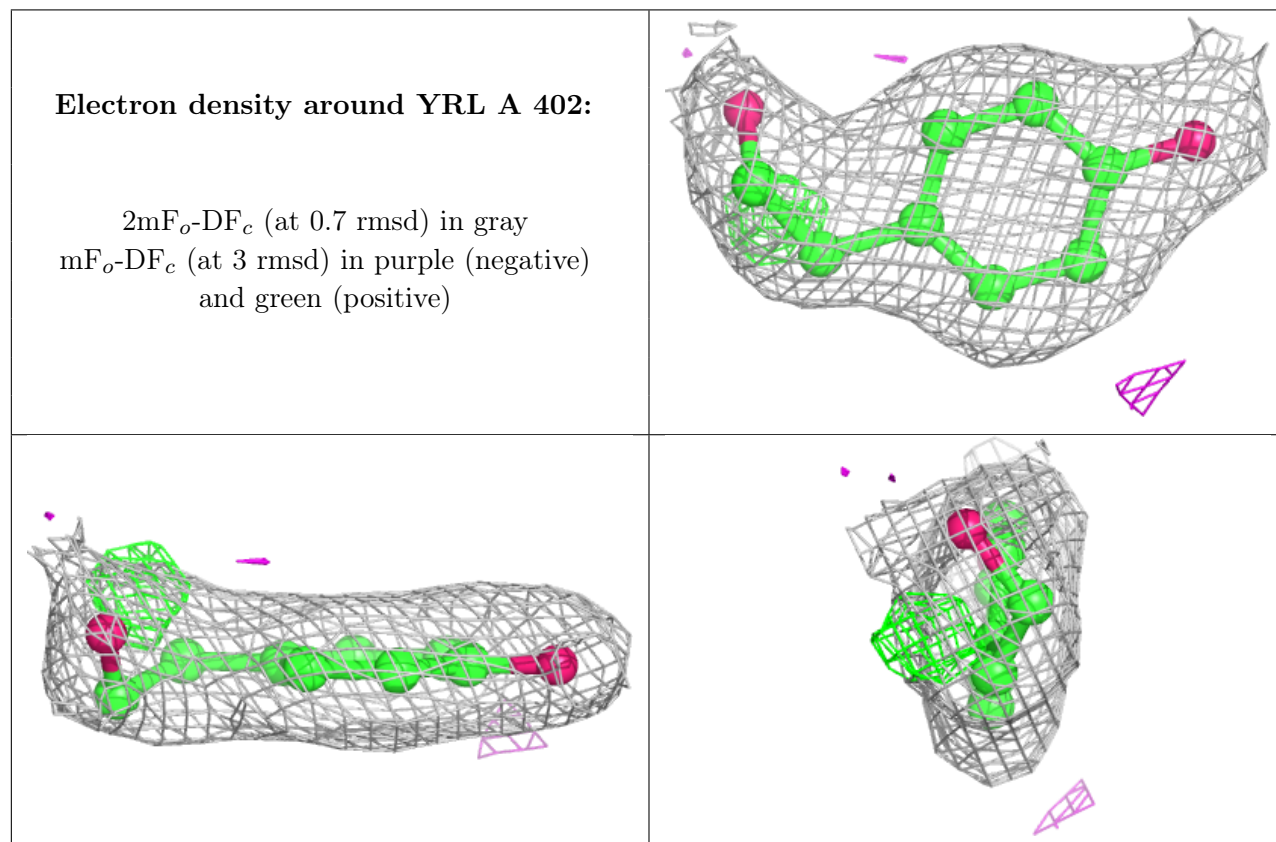 Electron density around YRL A 402:
2mFo-DFc (at 0.7 rmsd) in gray
mFo-DFc (at 3 rmsd) in purple (negative)
and green (positive)